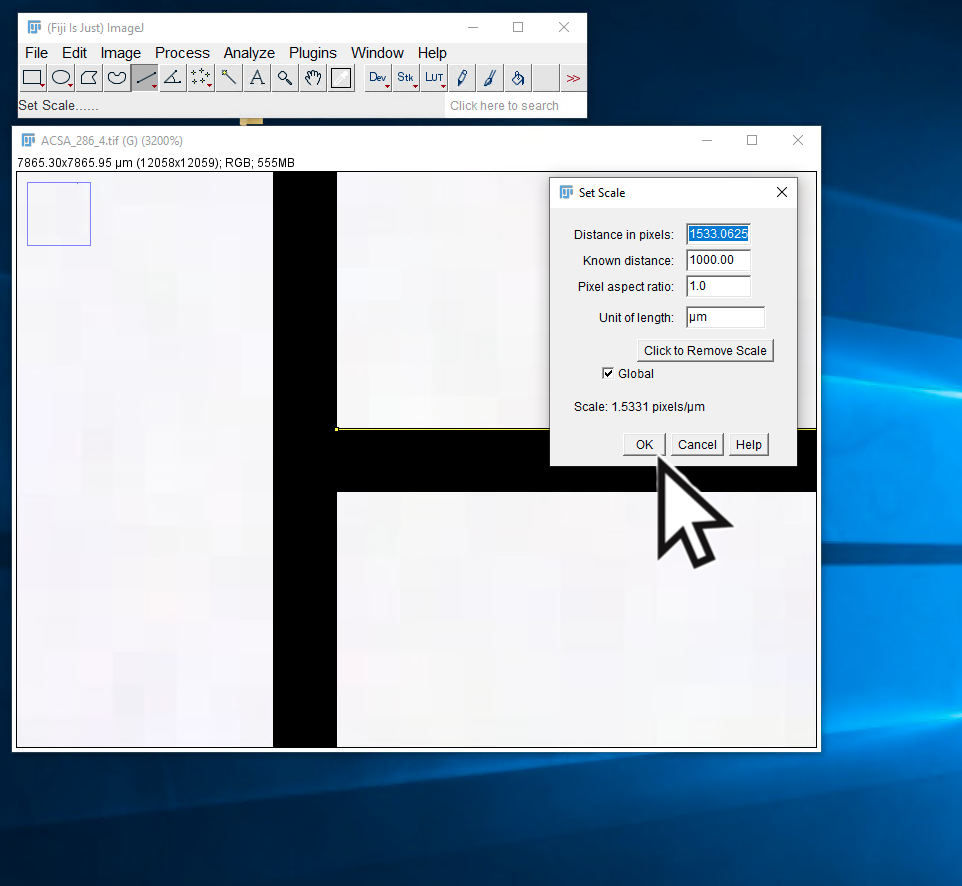 (Fiji Is Just) ImageJ
File Edit Image Process Analyze Plugins Window Help
A Dev Stk LUT >>
Set Scale...... Click here to search
ACSA_286_4.tif (G) (3200%)
7865.30x7865.95 µm (12058x12059); RGB; 555MB
Set Scale
Distance in pixels: 1533.0625
Known distance: 1000.00
Pixel aspect ratio: 1.0
Unit of length: µm
Click to Remove Scale
Global
Scale: 1.5331 pixels/µm
OK Cancel Help